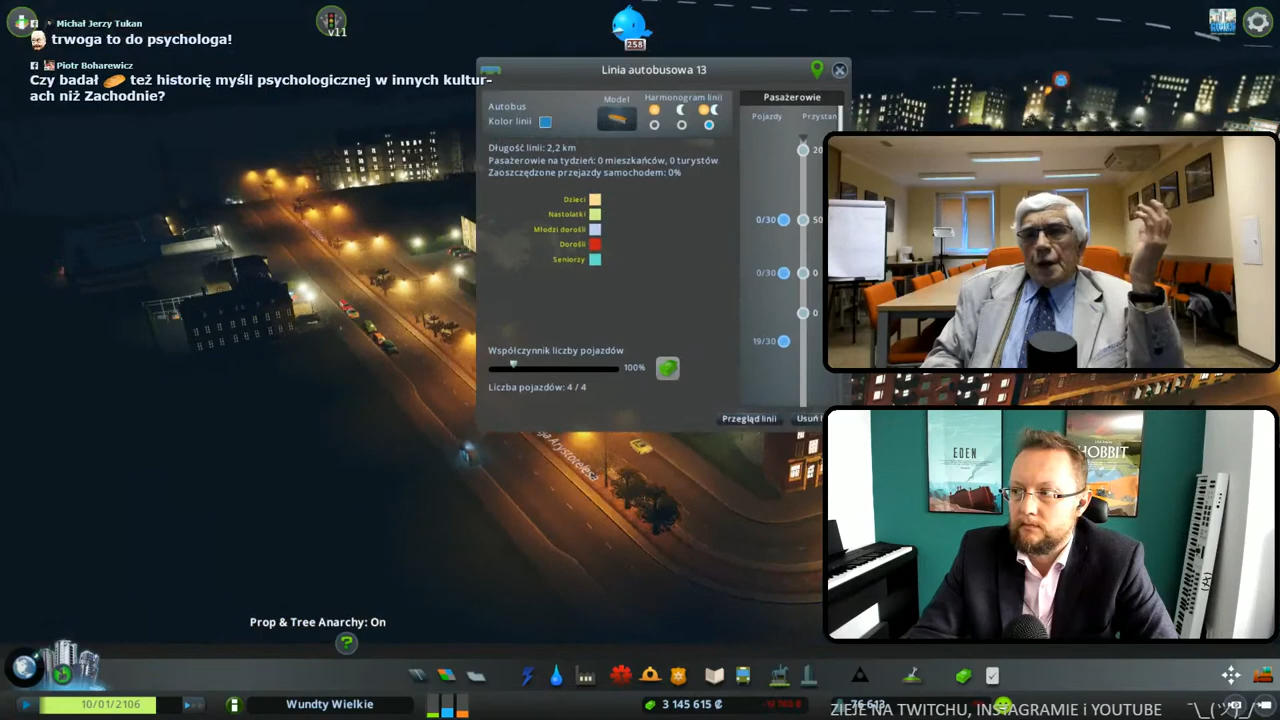 Michał Jerzy Tukan
trwoga to do psychologa!
Piotr Boharewicz
Czy badał też historię myśli psychologicznej w innych kultur-
ach niż Zachodnie?
v11
258
Linia autobusowa 13
Autobus
Kolor linii
Model
Harmonogram linii
Długość linii: 2,2 km
Pasażerowie na tydzień: 0 mieszkańców, 0 turystów
Zaoszczędzone przejazdy samochodem: 0%
Dzieci
Nastolatki
Młodzi dorośli
Dorośli
Seniorzy
Współczynnik liczby pojazdów
100%
Liczba pojazdów: 4 / 4
Pasażerowie
Pojazdy
Przystan
20
0/30
50
0/30
0
0
19/30
Przegląd linii
Usuń l
Arystotelesa
EDEN
HOBBIT
Prop & Tree Anarchy: On
?
10/01/2106
Wundty Wielkie
3 145 615 ₡
76 613
ZIEJE NA TWITCHU, INSTAGRAMIE i YOUTUBE
¯\_(ツ)_/¯